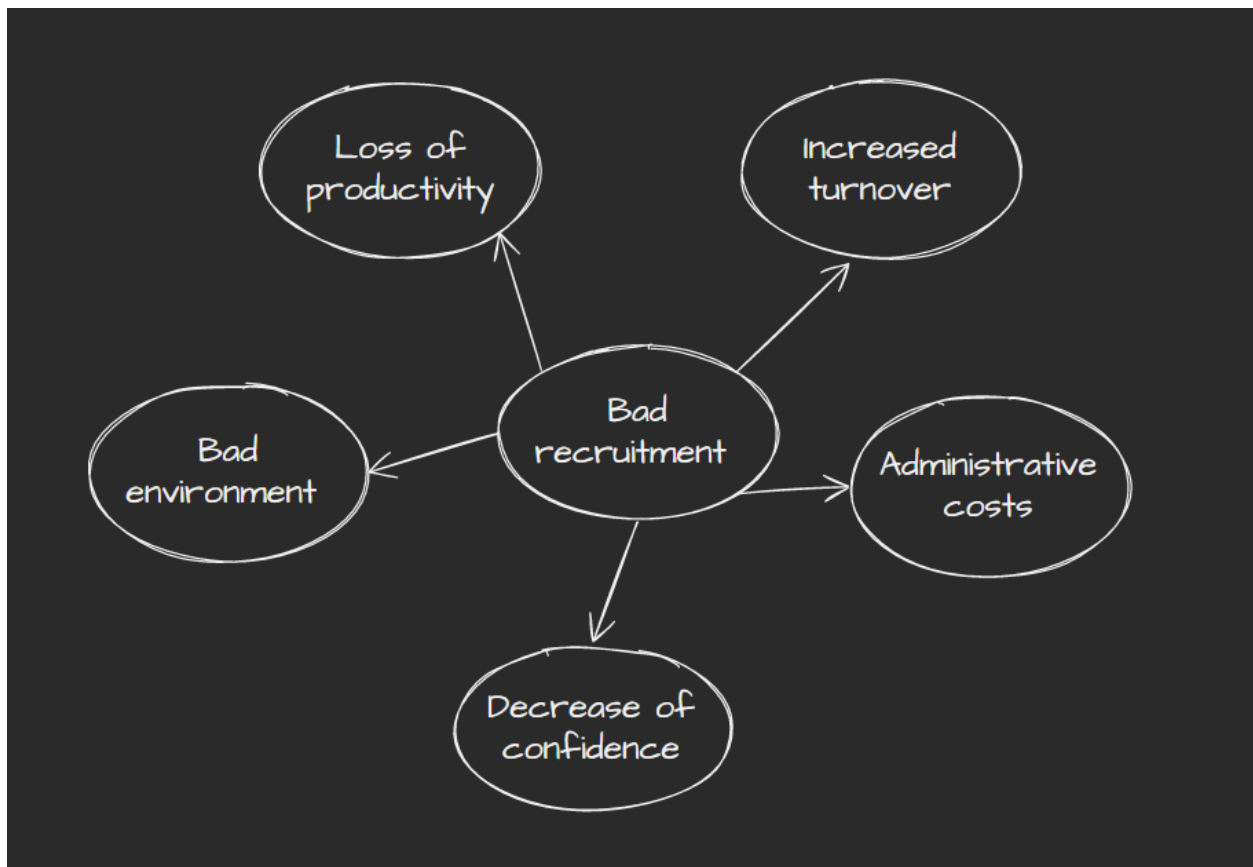 Loss of
productivity
Increased
turnover
Bad
recruitment
Bad
environment
Administrative
costs
Decrease of
confidence